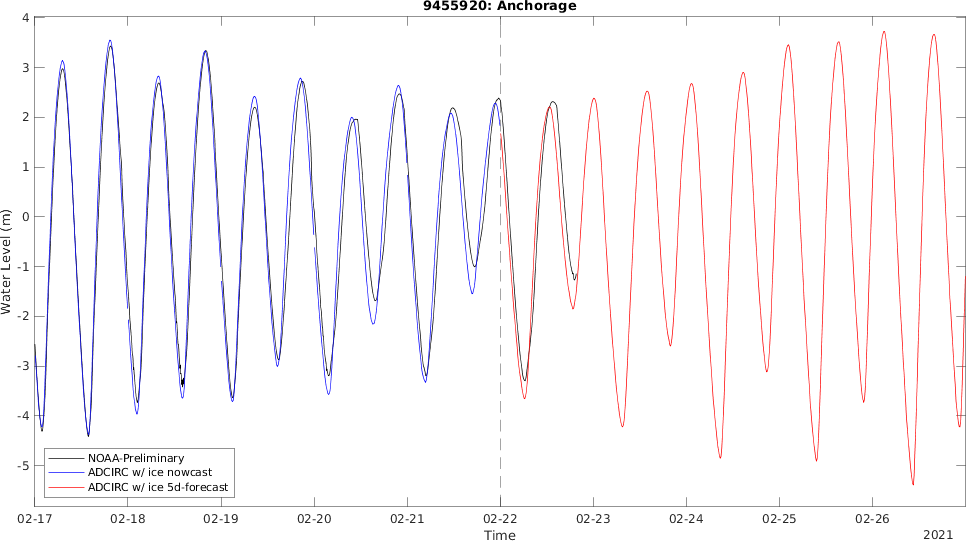 9455920: Anchorage
4
3
2
1
0
-1
-2
-3
-4
-5
Water Level (m)
NOAA-Preliminary
ADCIRC w/ ice nowcast
ADCIRC w/ ice 5d-forecast
02-17 02-18 02-19 02-20 02-21 02-22 02-23 02-24 02-25 02-26
Time
2021